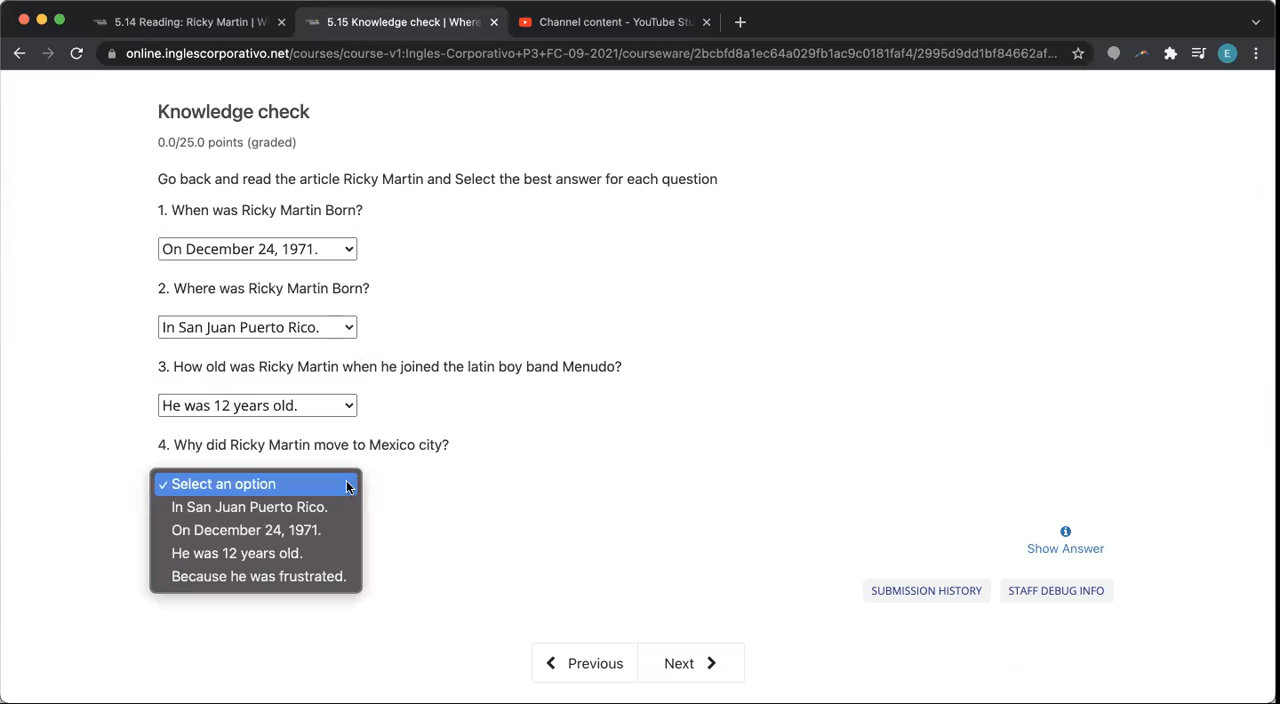 5.14 Reading: Ricky Martin | W
5.15 Knowledge check | Where
Channel content - YouTube Stu
online.inglescorporativo.net/courses/course-v1:Ingles-Corporativo+P3+FC-09-2021/courseware/2bcbfd8a1ec64a029fb1ac9c0181faf4/2995d9dd1bf84662af...
E
Knowledge check
0.0/25.0 points (graded)
Go back and read the article Ricky Martin and Select the best answer for each question
1. When was Ricky Martin Born?
On December 24, 1971.
2. Where was Ricky Martin Born?
In San Juan Puerto Rico.
3. How old was Ricky Martin when he joined the latin boy band Menudo?
He was 12 years old.
4. Why did Ricky Martin move to Mexico city?
✓ Select an option
In San Juan Puerto Rico.
On December 24, 1971.
He was 12 years old.
Because he was frustrated.
Show Answer
SUBMISSION HISTORY
STAFF DEBUG INFO
Previous
Next